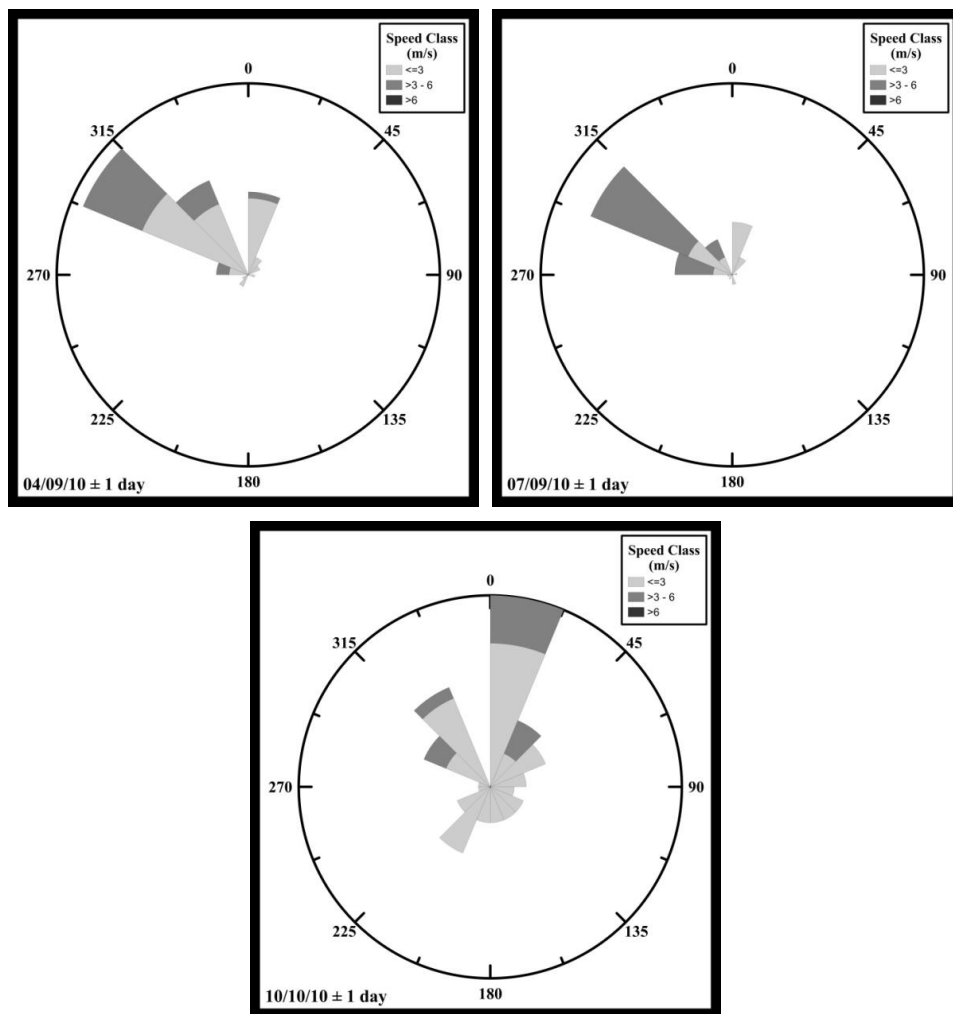 Speed Class
(m/s)
<=3
>3 - 6
>6
0
315
45
270
90
225
135
180
04/09/10 ± 1 day
Speed Class
(m/s)
<=3
>3 - 6
>6
0
315
45
270
90
225
135
180
07/09/10 ± 1 day
Speed Class
(m/s)
<=3
>3 - 6
>6
0
315
45
270
90
225
135
180
10/10/10 ± 1 day